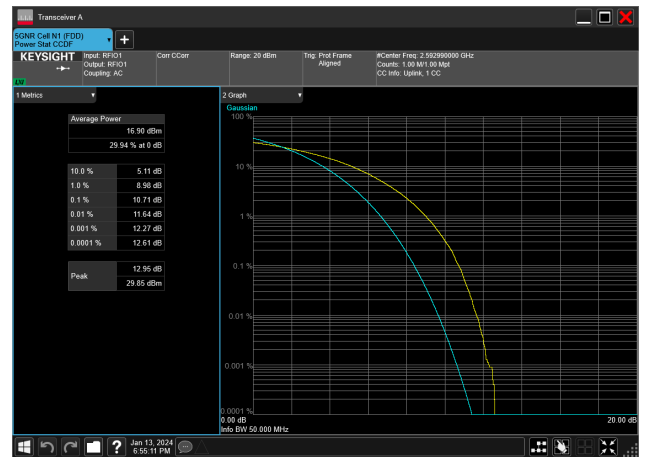 Transceiver A
5GNR Cell N1 (FDD)
Power Stat CCDF
KEYSIGHT
LW
Input: RFIO1
Output: RFIO1
Coupling: AC
Corr CCorr
Range: 20 dBm
Trig: Prot Frame
Aligned
#Center Freq: 2.592990000 GHz
Counts: 1.00 M/1.00 Mpt
CC Info: Uplink, 1 CC
1 Metrics
Average Power
16.90 dBm
29.94 % at 0 dB
10.0 % 5.11 dB
1.0 % 8.98 dB
0.1 % 10.71 dB
0.01 % 11.64 dB
0.001 % 12.27 dB
0.0001 % 12.61 dB
Peak 12.95 dB
29.85 dBm
2 Graph
Gaussian
100 %
10 %
1 %
0.1 %
0.01 %
0.001 %
0.0001 %
0.00 dB 20.00 dB
Info BW 50.000 MHz
Jan 13, 2024
6:55:11 PM